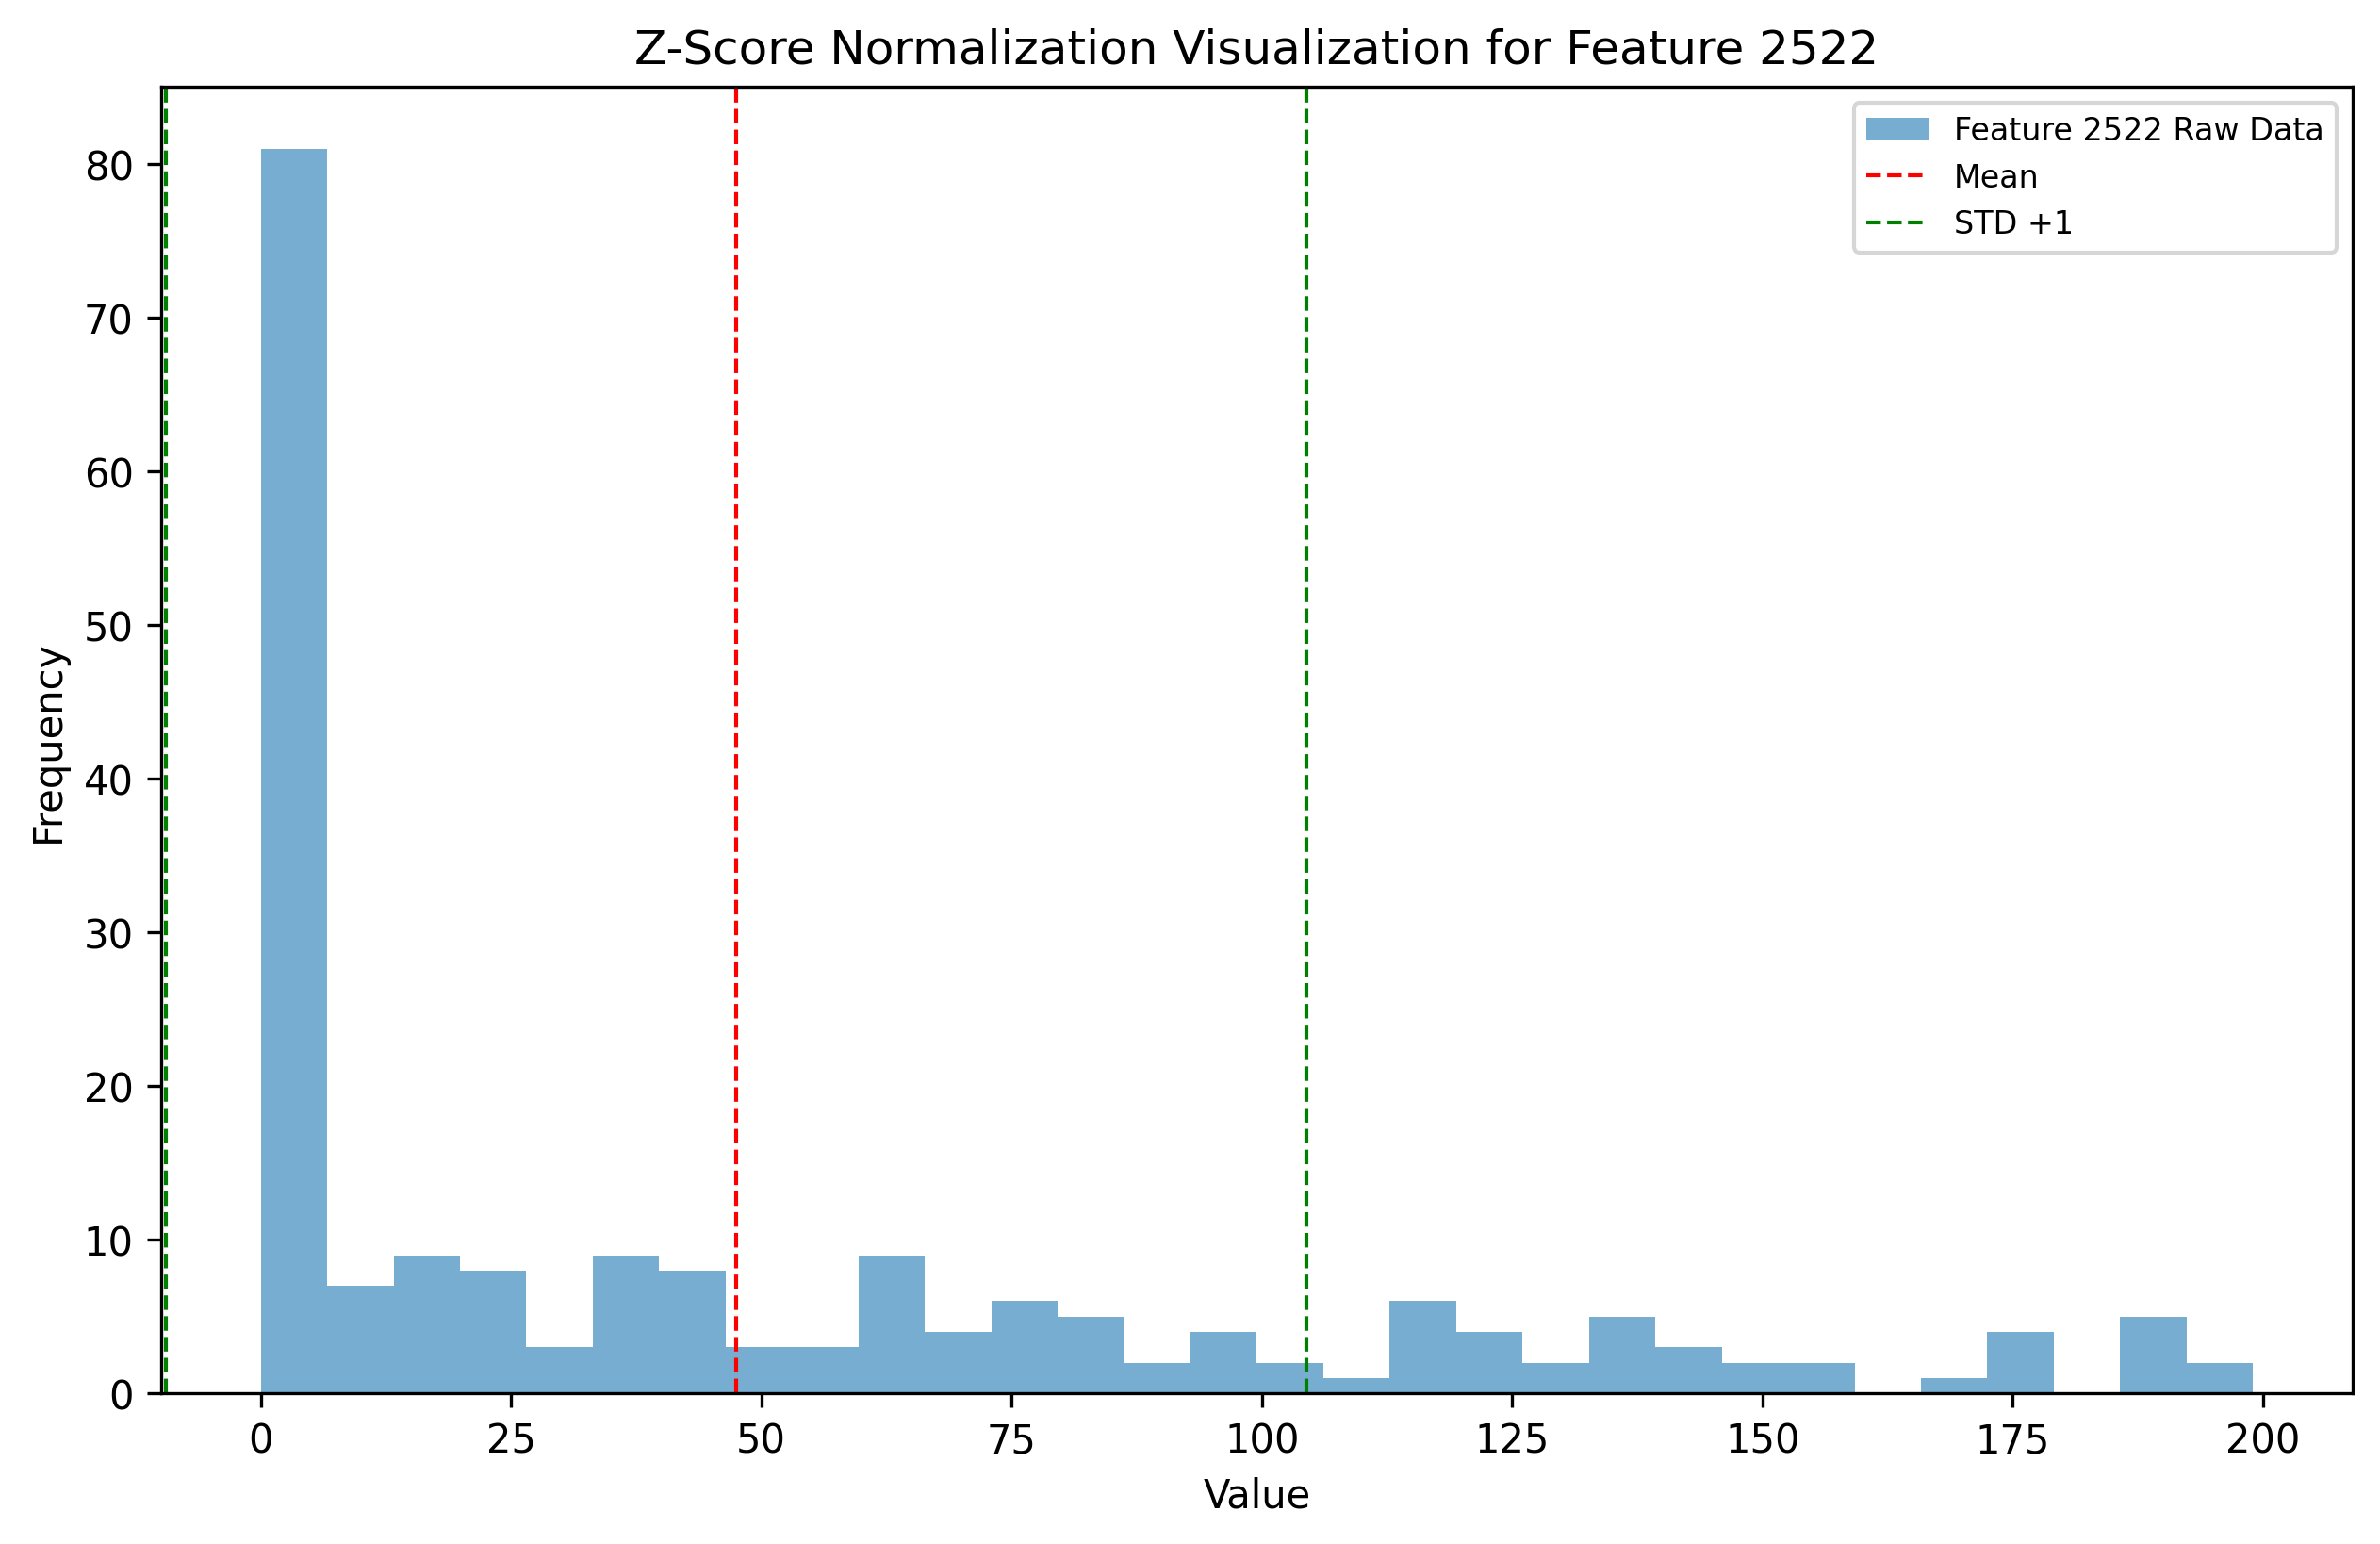 Z-Score Normalization Visualization for Feature 2522
Feature 2522 Raw Data
Mean
STD +1
80
70
60
50
40
30
20
10
0
Frequency
0 25 50 75 100 125 150 175 200
Value